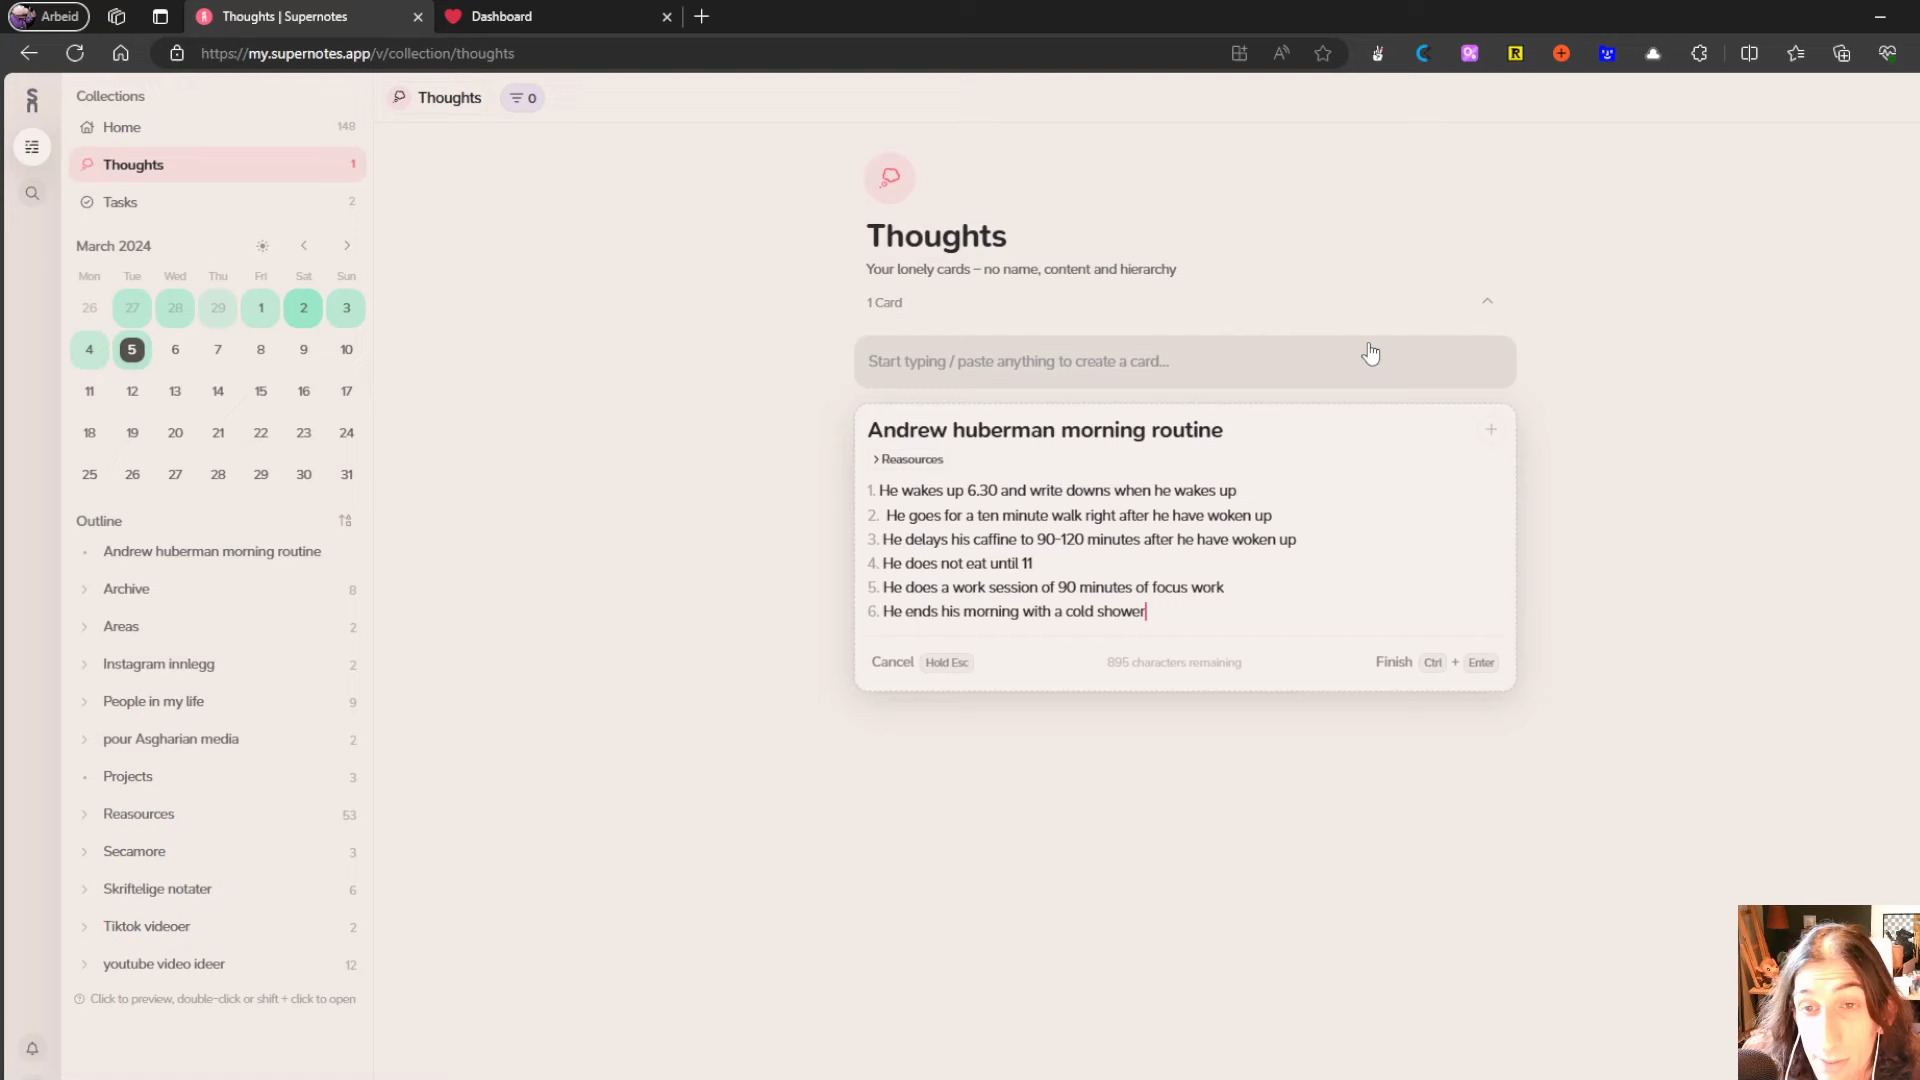 Arbeid
Thoughts | Supernotes
Dashboard
https://my.supernotes.app/v/collection/thoughts
Collections
Home 148
Thoughts 1
Tasks 2
March 2024
Mon Tue Wed Thu Fri Sat Sun
26 27 28 29 1 2 3
4 5 6 7 8 9 10
11 12 13 14 15 16 17
18 19 20 21 22 23 24
25 26 27 28 29 30 31
Outline
Andrew huberman morning routine
Archive 8
Areas 2
Instagram innlegg 2
People in my life 9
pour Asgharian media 2
Projects 3
Reasources 53
Secamore 3
Skriftelige notater 6
Tiktok videoer 2
youtube video ideer 12
Click to preview, double-click or shift + click to open
Thoughts 0
Thoughts
Your lonely cards – no name, content and hierarchy
1 Card
Start typing / paste anything to create a card...
Andrew huberman morning routine
Reasources
1. He wakes up 6.30 and write downs when he wakes up
2. He goes for a ten minute walk right after he have woken up
3. He delays his caffine to 90-120 minutes after he have woken up
4. He does not eat until 11
5. He does a work session of 90 minutes of focus work
6. He ends his morning with a cold shower
Cancel Hold Esc 895 characters remaining Finish Ctrl + Enter